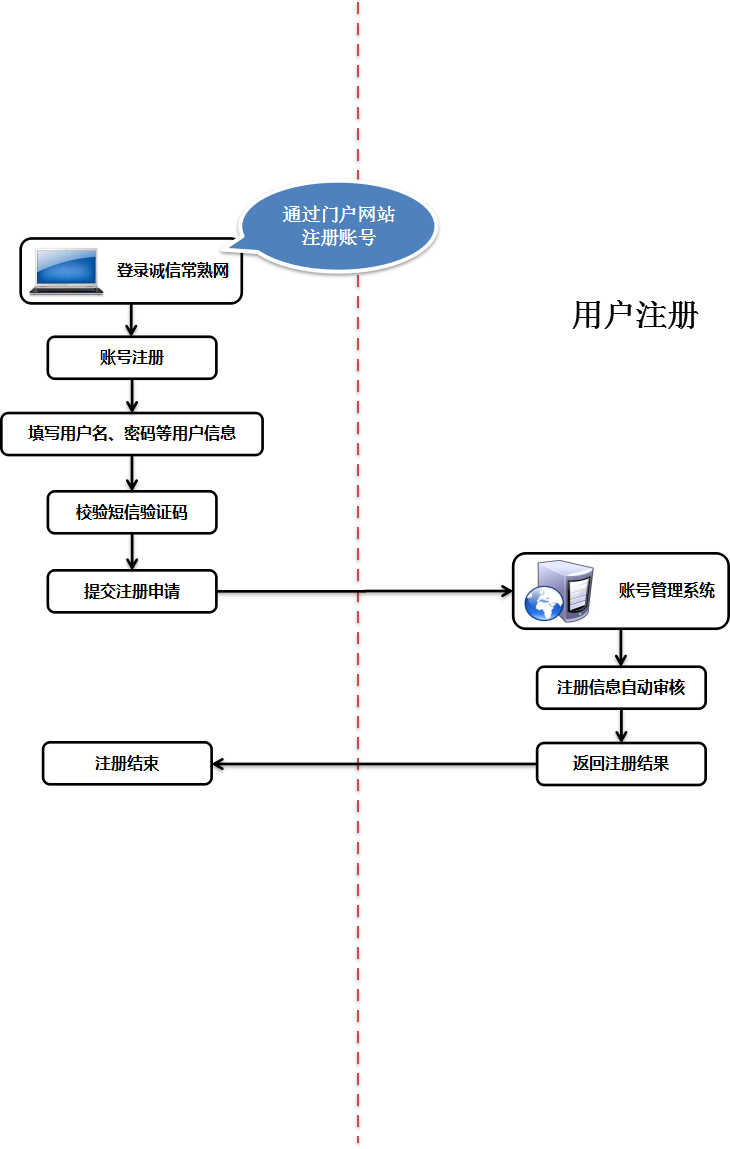 通过门户网站
注册账号
登录诚信常熟网
用户注册
账号注册
填写用户名、密码等用户信息
校验短信验证码
提交注册申请
账号管理系统
注册信息自动审核
注册结束
返回注册结果